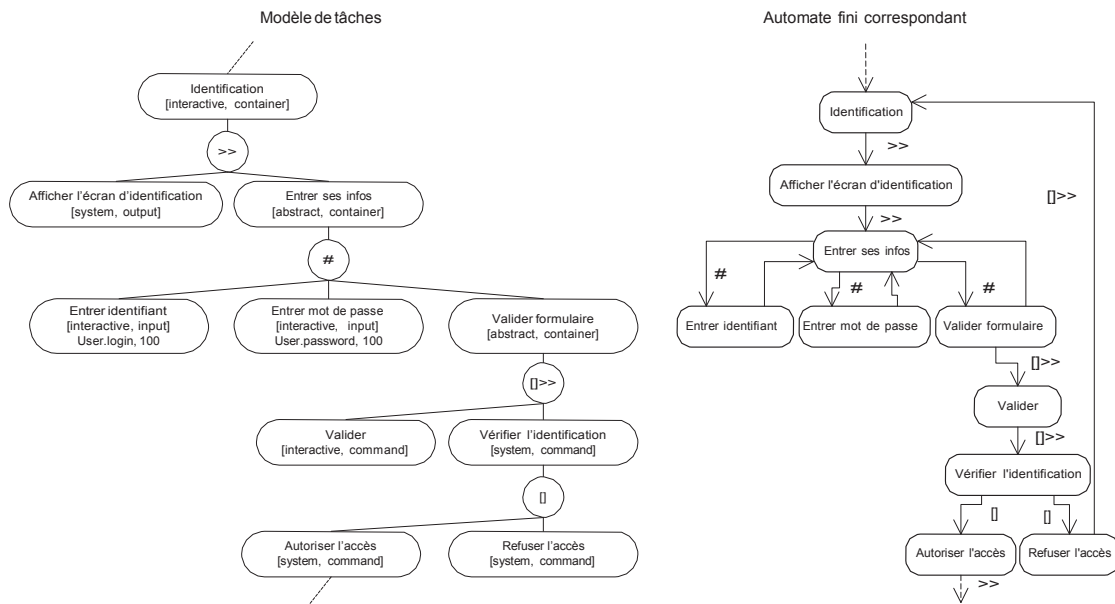 Modèle de tâches
Identification
[interactive, container]
>>
Afficher l'écran d'identification
[system, output]
Entrer ses infos
[abstract, container]
#
Entrer identifiant
[interactive, input]
User.login, 100
Entrer mot de passe
[interactive, input]
User.password, 100
Valider formulaire
[abstract, container]
[]>>
Valider
[interactive, command]
Vérifier l'identification
[system, command]
[]
Autoriser l'accès
[system, command]
Refuser l'accès
[system, command]
Automate fini correspondant
Identification
>>
Afficher l'écran d'identification
[]>>
>>
Entrer ses infos
#
#
#
Entrer identifiant
Entrer mot de passe
Valider formulaire
[]>>
Valider
[]>>
Vérifier l'identification
[]
[]
Autoriser l'accès
Refuser l'accès
>>